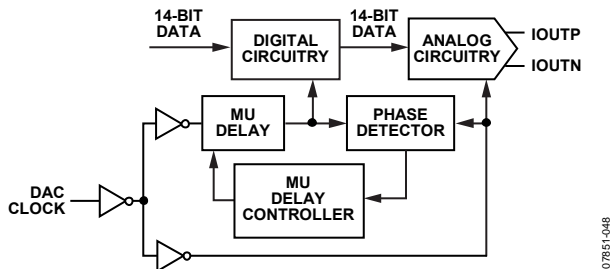 14-BIT
DATA
14-BIT
DATA
DIGITAL
CIRCUITRY
ANALOG
CIRCUITRY
IOUTP
IOUTN
MU
DELAY
PHASE
DETECTOR
MU
DELAY
CONTROLLER
DAC
CLOCK
07851-048